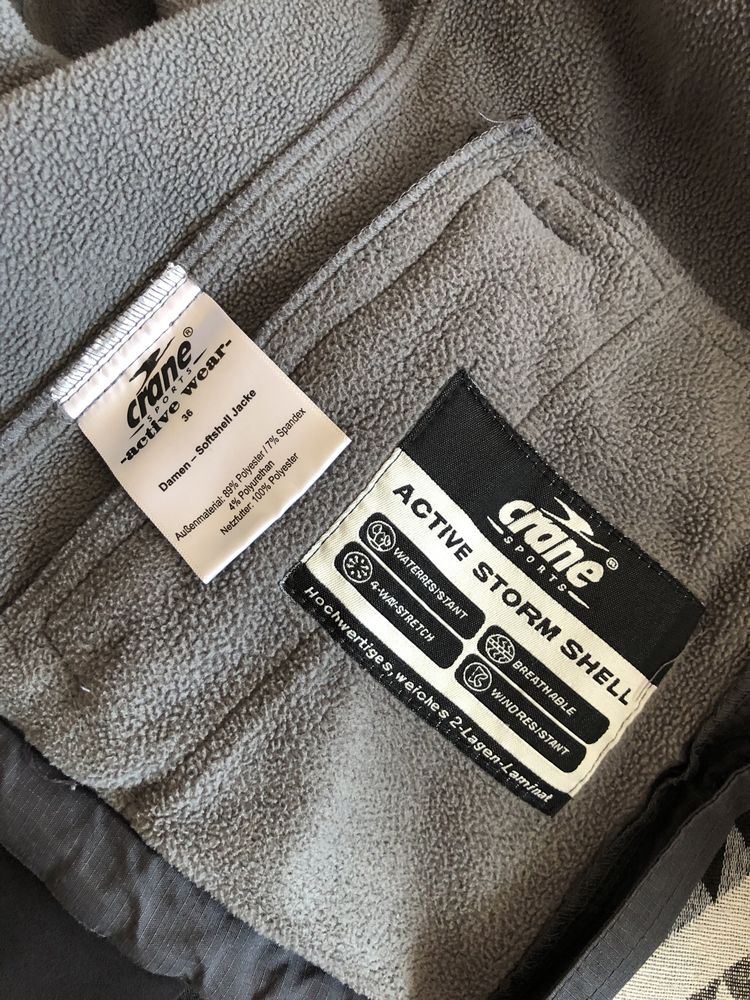 crane®
SPORTS
-active wear-
36
Damen – Softshell Jacke
Außenmaterial: 89% Polyester / 7% Spandex
4% Polyurethan
Netzfutter: 100% Polyester
crane®
SPORTS
ACTIVE STORM SHELL
WATERRESISTANT
BREATHABLE
4-WAY-STRETCH
WINDRESISTANT
Hochwertiges, weiches 2-Lagen-Laminat